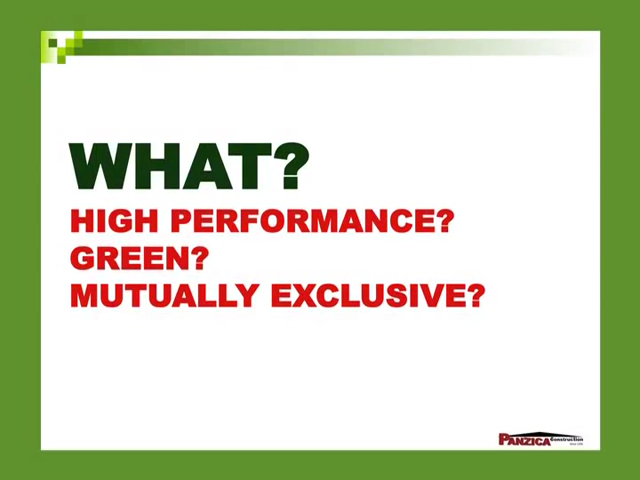 WHAT?
HIGH PERFORMANCE?
GREEN?
MUTUALLY EXCLUSIVE?
PANZICA Construction